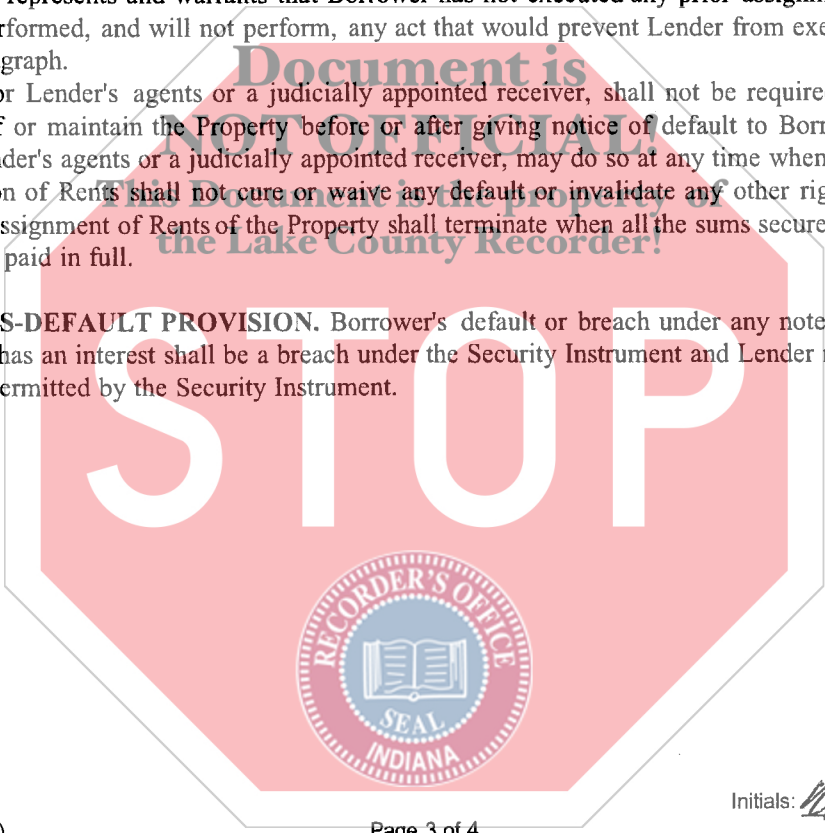 represents and warrants that Borrower has not executed any prior
rformed, and will not perform, any act that would prevent Lender from exe
graph.
or Lender's agents or a judicially appointed receiver, shall not be require
f or maintain the Property before or after giving notice of default to Borr
nder's agents or a judicially appointed receiver, may do so at any time when
on of Rents shall not cure or waive any default or invalidate any other rig
ssignment of Rents of the Property shall terminate when all the sums secure
paid in full.
S-DEFAULT PROVISION. Borrower's default or breach under any note
has an interest shall be a breach under the Security Instrument and Lender
ermitted by the Security Instrument.
Document is
NOT OFFICIAL!
This Document is the property of
the Lake County Recorder!
STOP
RECORDER'S OFFICE
SEAL
INDIANA
Initials:
Page 3 of 4